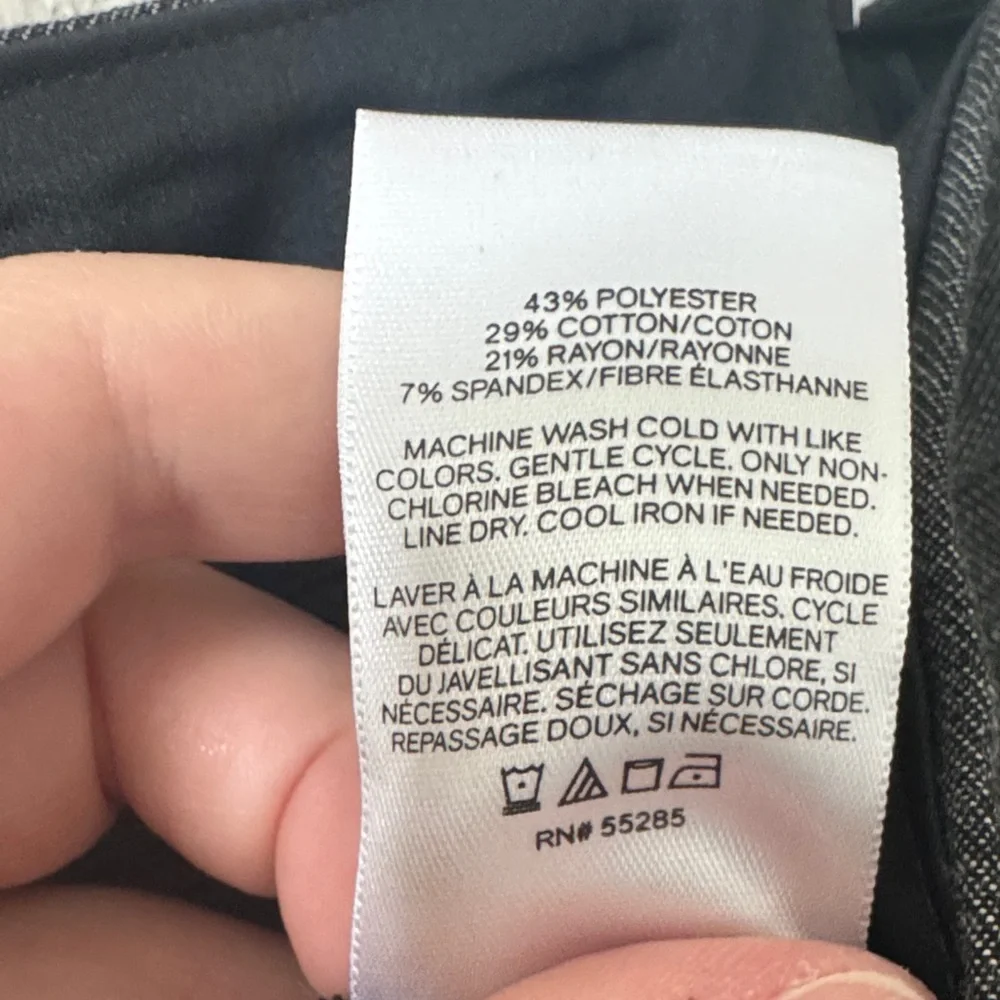 43% POLYESTER
29% COTTON/COTON
21% RAYON/RAYONNE
7% SPANDEX/FIBRE ÉLASTHANNE
MACHINE WASH COLD WITH LIKE
COLORS. GENTLE CYCLE. ONLY NON-
CHLORINE BLEACH WHEN NEEDED.
LINE DRY. COOL IRON IF NEEDED.
LAVER À LA MACHINE À L'EAU FROIDE
AVEC COULEURS SIMILAIRES. CYCLE
DÉLICAT. UTILISEZ SEULEMENT
DU JAVELLISANT SANS CHLORE, SI
NÉCESSAIRE. SÉCHAGE SUR CORDE.
REPASSAGE DOUX, SI NÉCESSAIRE.
RN# 55285